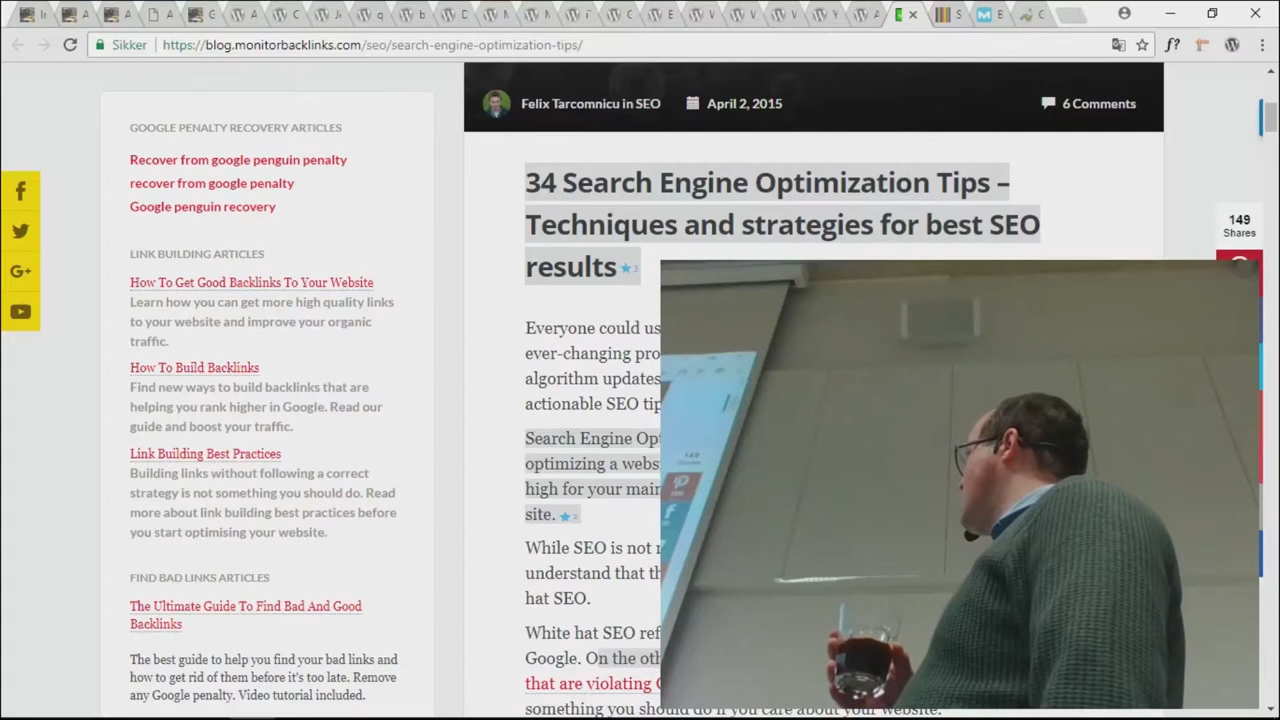 Sikker
https://blog.monitorbacklinks.com/seo/search-engine-optimization-tips/
f?
Felix Tarcomnicu in SEO
April 2, 2015
6 Comments
GOOGLE PENALTY RECOVERY ARTICLES
Recover from google penguin penalty
recover from google penalty
Google penguin recovery
LINK BUILDING ARTICLES
How To Get Good Backlinks To Your Website
Learn how you can get more high quality links
to your website and improve your organic
traffic.
How To Build Backlinks
Find new ways to build backlinks that are
helping you rank higher in Google. Read our
guide and boost your traffic.
Link Building Best Practices
Building links without following a correct
strategy is not something you should do. Read
more about link building best practices before
you start optimising your website.
FIND BAD LINKS ARTICLES
The Ultimate Guide To Find Bad And Good
Backlinks
The best guide to help you find your bad links and
how to get rid of them before it's too late. Remove
any Google penalty. Video tutorial included.
34 Search Engine Optimization Tips –
Techniques and strategies for best SEO
results
Everyone could us
ever-changing pro
algorithm updates
actionable SEO tip
Search Engine Opt
optimizing a webs
high for your main
site.
While SEO is not
understand that th
hat SEO.
White hat SEO ref
Google. On the oth
that are violating
something you should do if you care about your website.
149
Shares